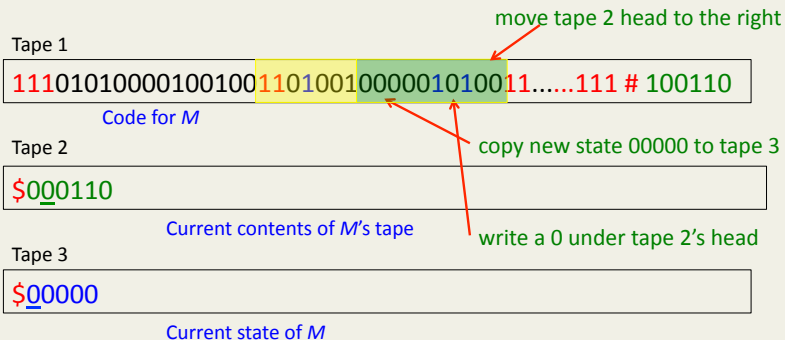 move tape 2 head to the right
Tape 1
111010100001001001101001000001010011......111 # 100110
Code for M
Tape 2
copy new state 00000 to tape 3
$000110
Current contents of M's tape
write a 0 under tape 2's head
Tape 3
$00000
Current state of M